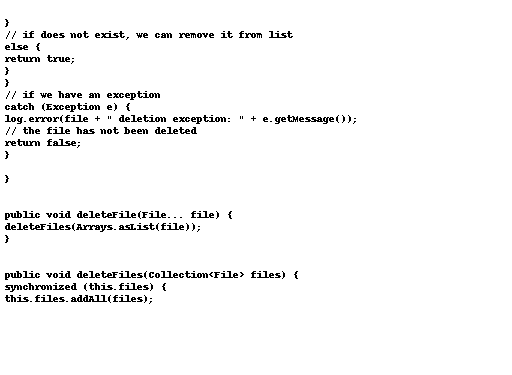 }
// if does not exist, we can remove it from list
else {
return true;
}
}
// if we have an exception
catch (Exception e) {
log.error(file + " deletion exception: " + e.getMessage());
// the file has not been deleted
return false;
}
}
public void deleteFile(File... file) {
deleteFiles(Arrays.asList(file));
}
public void deleteFiles(Collection<File> files) {
synchronized (this.files) {
this.files.addAll(files);